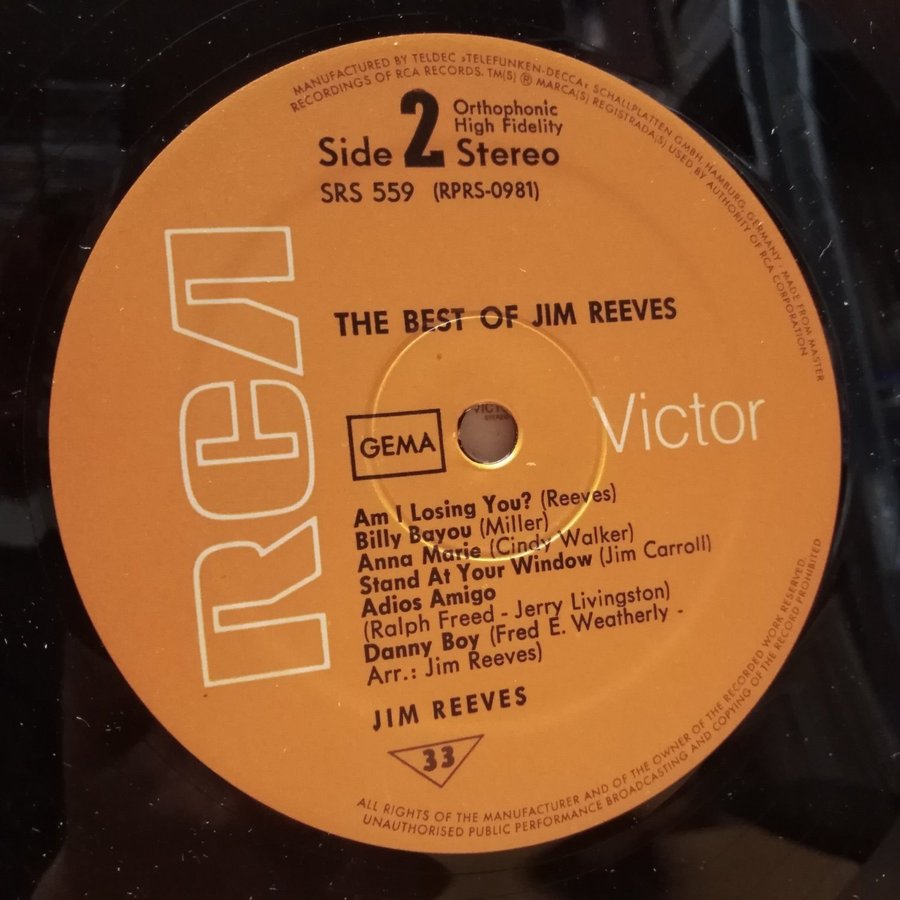 MANUFACTURED BY TELDEC »TELEFUNKEN-DECCA« SCHALLPLATTEN GMBH, HAMBURG, GERMANY · MADE FROM MASTER
RECORDINGS OF RCA RECORDS. TM(S) ® MARCA(S) REGISTRADA(S) USED BY AUTHORITY OF RCA CORPORATION
Orthophonic
High Fidelity
Side 2 Stereo
SRS 559 (RPRS-0981)
RCA
THE BEST OF JIM REEVES
VICTO
Victor
GEMA
Am I Losing You? (Reeves)
Billy Bayou (Miller)
Anna Marie (Cindy Walker)
Stand At Your Window (Jim Carroll)
Adios Amigo
(Ralph Freed - Jerry Livingston)
Danny Boy (Fred E. Weatherly -
Arr.: Jim Reeves)
JIM REEVES
33
ALL RIGHTS OF THE MANUFACTURER AND OF THE OWNER OF THE RECORDED WORK RESERVED.
UNAUTHORISED PUBLIC PERFORMANCE BROADCASTING AND COPYING OF THE RECORD PROHIBITED